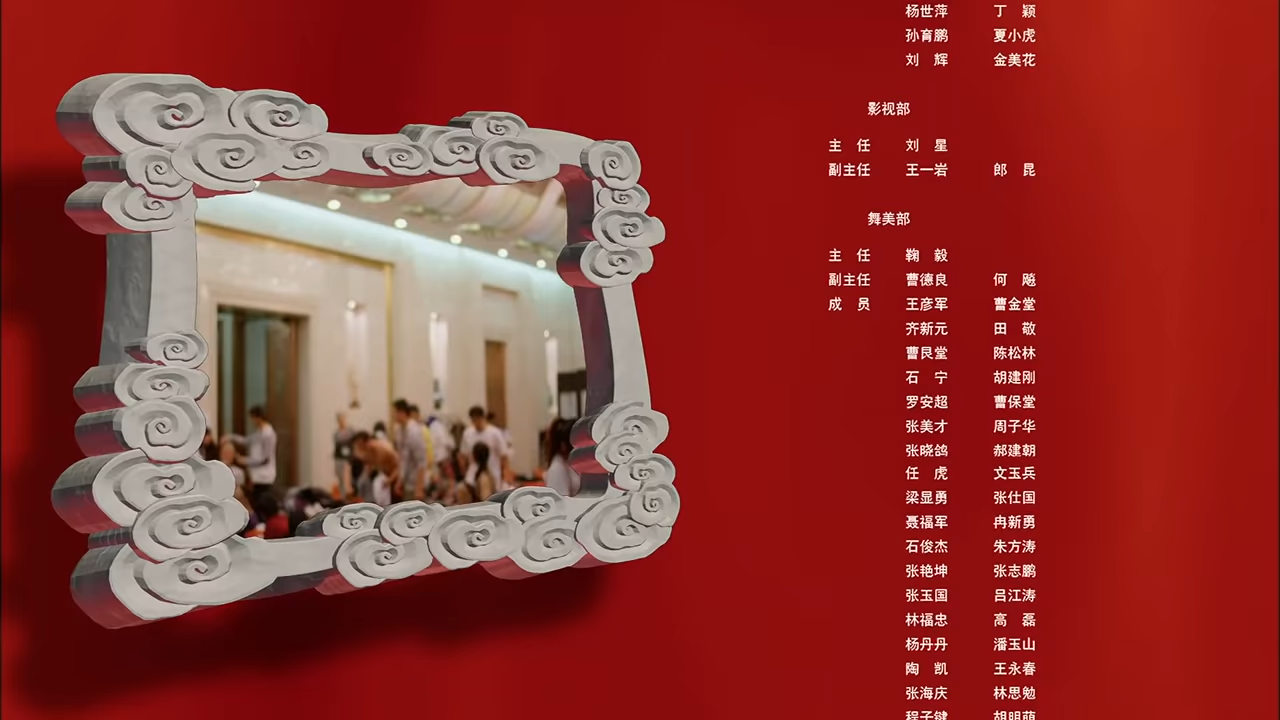 杨世萍 丁 颖
孙育鹏 夏小虎
刘 辉 金美花
影视部
主 任 刘 星
副主任 王一岩 郎 昆
舞美部
主 任 鞠 毅
副主任 曹德良 何 飚
成 员 王彦军 曹金堂
齐新元 田 敬
曹艮堂 陈松林
石 宁 胡建刚
罗安超 曹保堂
张美才 周子华
张晓鸽 郝建朝
任 虎 文玉兵
梁显勇 张仕国
聂福军 冉新勇
石俊杰 朱方涛
张艳坤 张志鹏
张玉国 吕江涛
林福忠 高 磊
杨丹丹 潘玉山
陶 凯 王永春
张海庆 林思勉
程子键 胡明萌